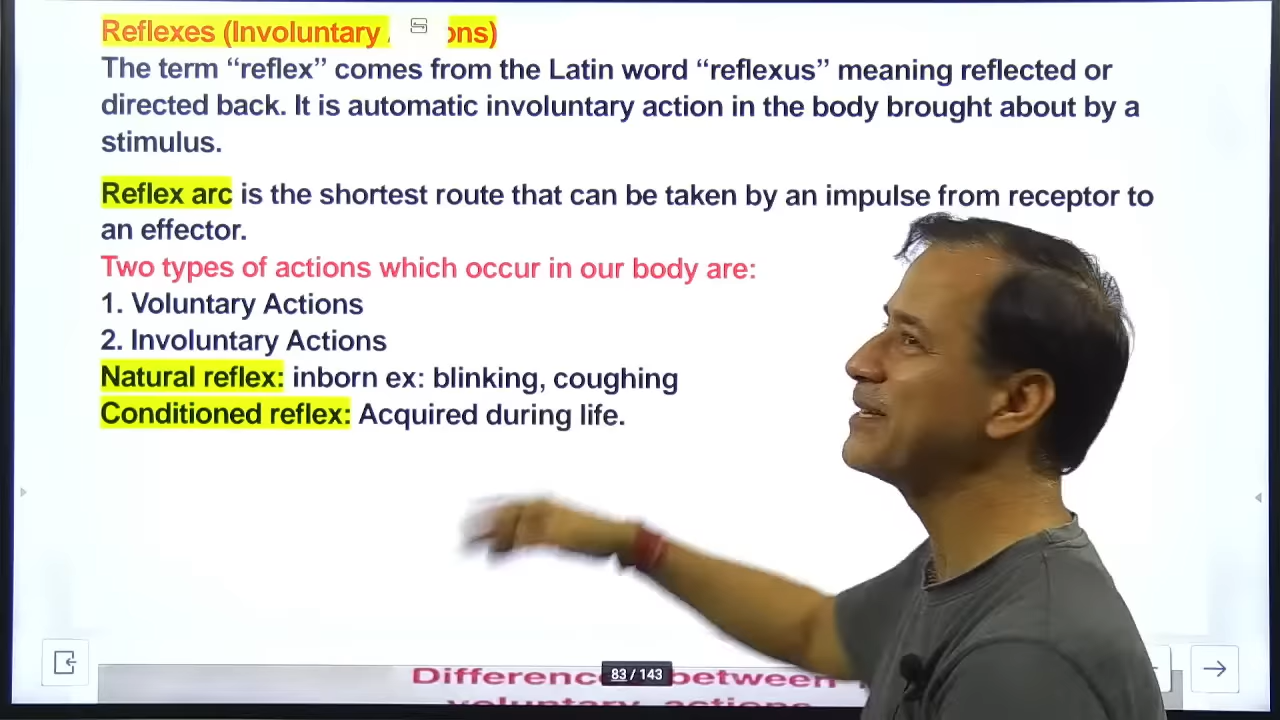 Reflexes (Involuntary ons)
The term “reflex” comes from the Latin word “reflexus” meaning reflected or
directed back. It is automatic involuntary action in the body brought about by a
stimulus.
Reflex arc is the shortest route that can be taken by an impulse from receptor to
an effector.
Two types of actions which occur in our body are:
1. Voluntary Actions
2. Involuntary Actions
Natural reflex: inborn ex: blinking, coughing
Conditioned reflex: Acquired during life.
83 / 143
Difference between
voluntary actions